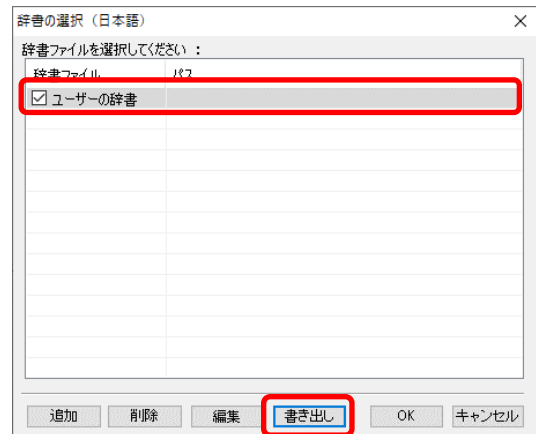 辞書の選択（日本語）
辞書ファイルを選択してください：
辞書ファイル パス
ユーザーの辞書
追加 削除 編集 書き出し OK キャンセル